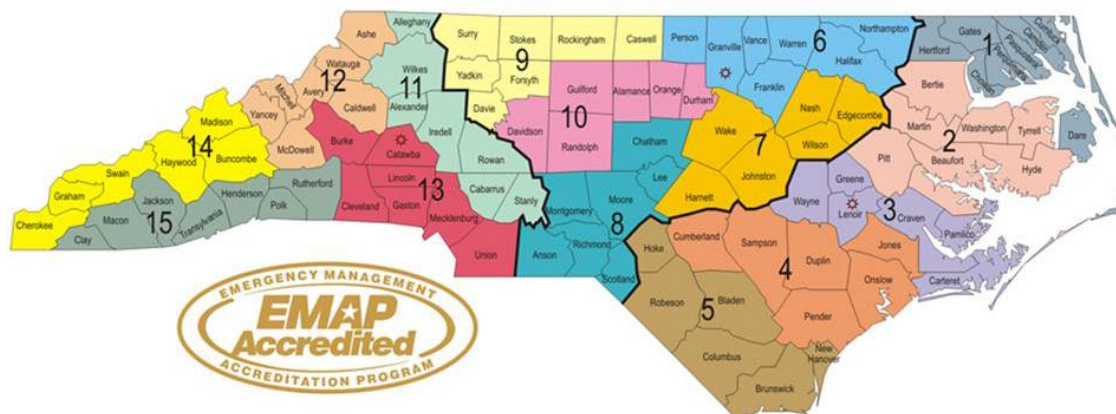 Alleghany
Ashe
Surry
Stokes
Rockingham
Caswell
Person
Granville
Vance
Warren
Northampton
6
Halifax
Franklin
Hertford
Gates
1
Currituck
Camden
Pasquotank
Perquimans
Chowan
Watauga
12
Wilkes
11
9
Yadkin
Forsyth
Davie
Guilford
Alamance
Orange
Durham
10
Davidson
Randolph
Nash
Edgecombe
Wilson
Wake
7
Johnston
Harnett
Bertie
Martin
Washington
Tyrrell
Dare
2
Pitt
Beaufort
Hyde
Mitchell
Avery
Yancey
Caldwell
Alexander
Iredell
McDowell
Burke
Catawba
Rowan
Lincoln
13
Cleveland
Gaston
Mecklenburg
Cabarrus
Stanly
Union
Chatham
Lee
Moore
Montgomery
8
Anson
Richmond
Scotland
Madison
14
Haywood
Buncombe
Swain
Graham
Cherokee
Jackson
15
Macon
Clay
Transylvania
Henderson
Polk
Rutherford
Greene
Wayne
Lenoir
3
Craven
Pamlico
Jones
Carteret
Hoke
Cumberland
Sampson
4
Duplin
Onslow
Pender
Robeson
5
Bladen
Columbus
New
Hanover
Brunswick
EMERGENCY MANAGEMENT
EMAP
Accredited
ACCREDITATION PROGRAM